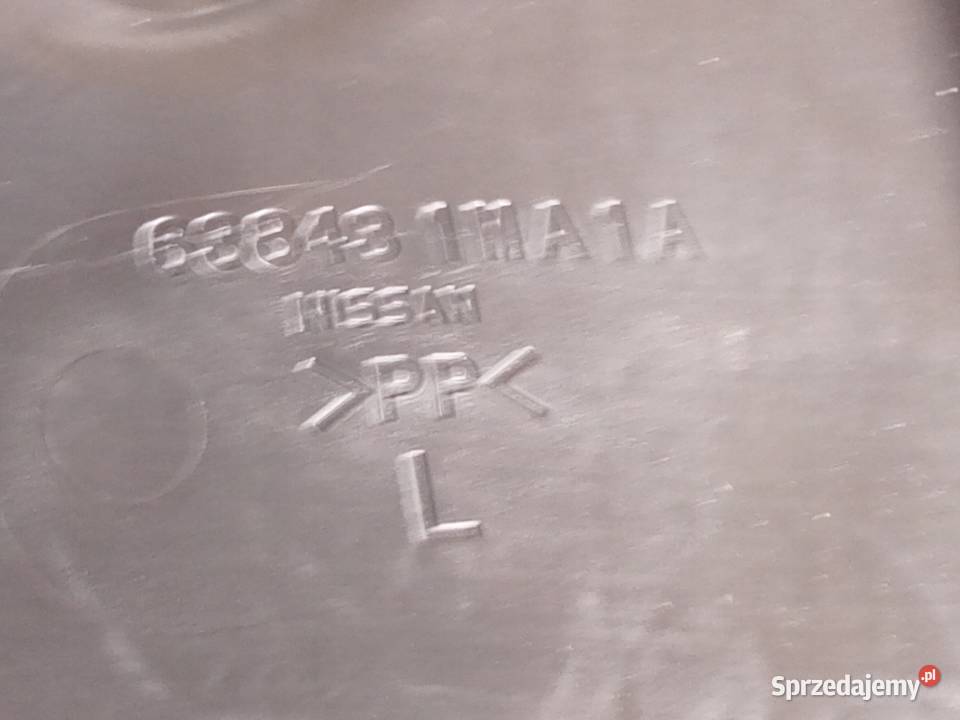 63843 1MA1A
NISSAN
>PP<
L
Sprzedajemy.pl